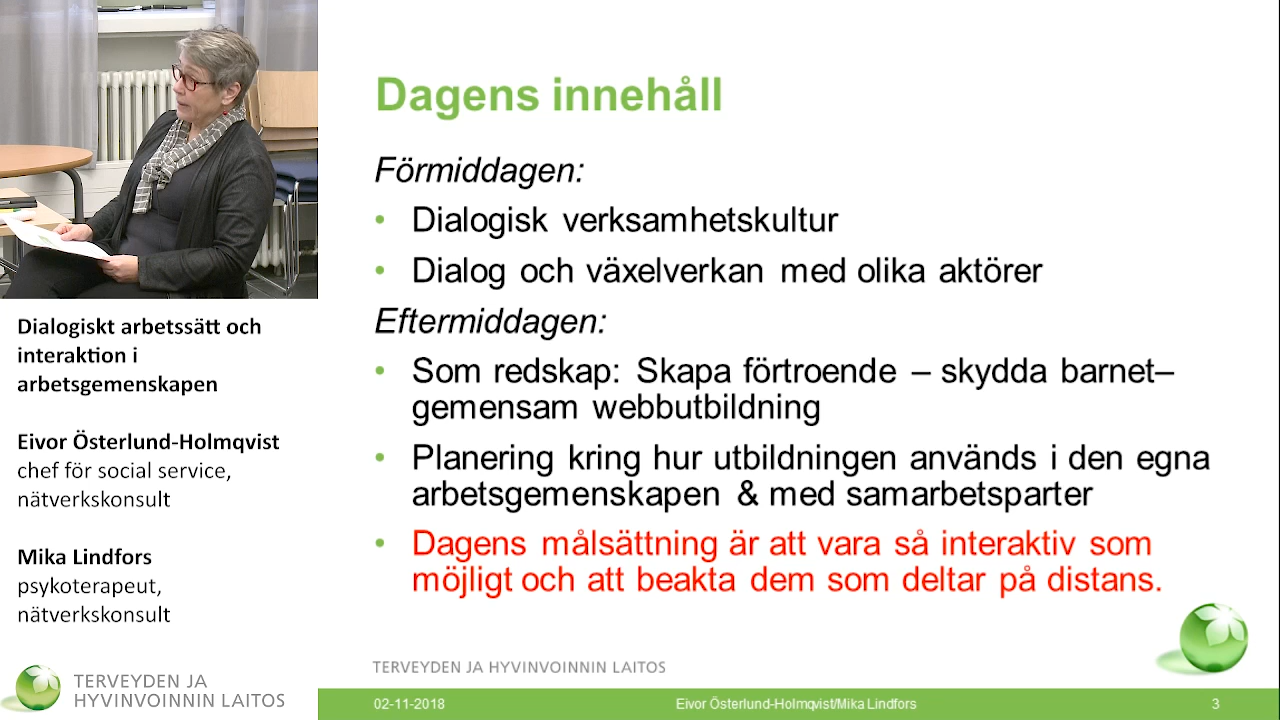 Dagens innehåll
Förmiddagen:
• Dialogisk verksamhetskultur
• Dialog och växelverkan med olika aktörer
Eftermiddagen:
• Som redskap: Skapa förtroende – skydda barnet–
gemensam webbutbildning
• Planering kring hur utbildningen används i den egna
arbetsgemenskapen & med samarbetsparter
• Dagens målsättning är att vara så interaktiv som
möjligt och att beakta dem som deltar på distans.
TERVEYDEN JA HYVINVOINNIN LAITOS
02-11-2018
Eivor Österlund-Holmqvist/Mika Lindfors
3
Dialogiskt arbetssätt och
interaktion i
arbetsgemenskapen
Eivor Österlund-Holmqvist
chef för social service,
nätverkskonsult
Mika Lindfors
psykoterapeut,
nätverkskonsult
TERVEYDEN JA
HYVINVOINNIN LAITOS